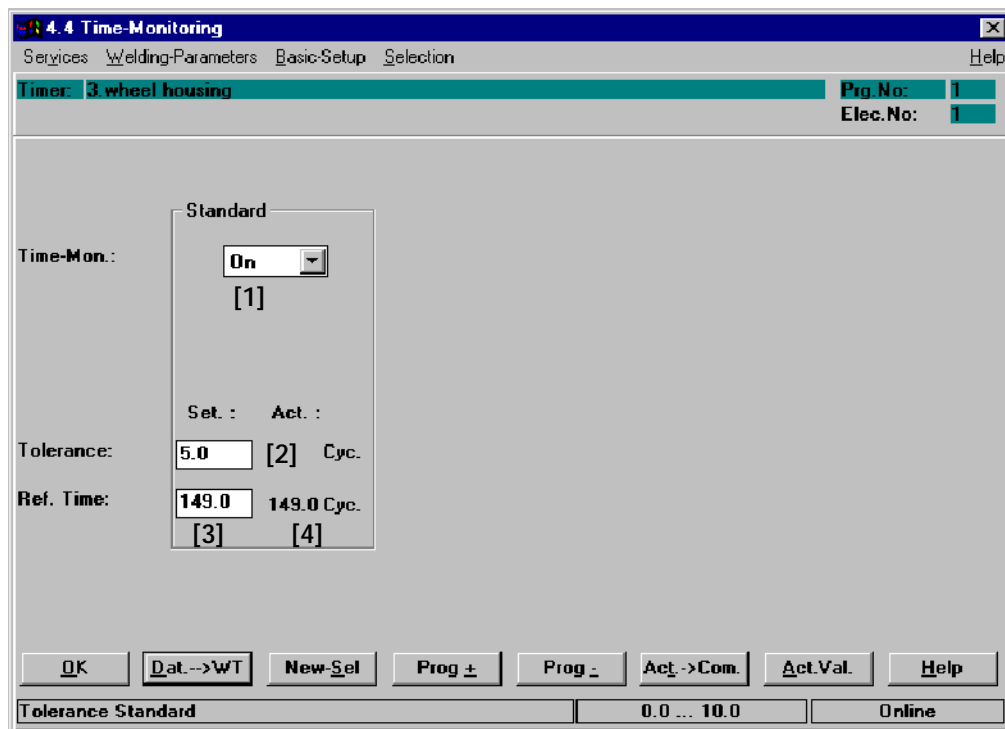 4.4 Time-Monitoring
Services Welding-Parameters Basic-Setup Selection Help
Timer: 3.wheel housing Prg.No: 1
Elec.No: 1
Standard
Time-Mon.: On
[1]
Set. : Act. :
Tolerance: 5.0 [2] Cyc.
Ref. Time: 149.0 149.0 Cyc.
[3] [4]
OK Dat.-->WT New-Sel Prog + Prog - Act.->Com. Act.Val. Help
Tolerance Standard 0.0 ... 10.0 Online